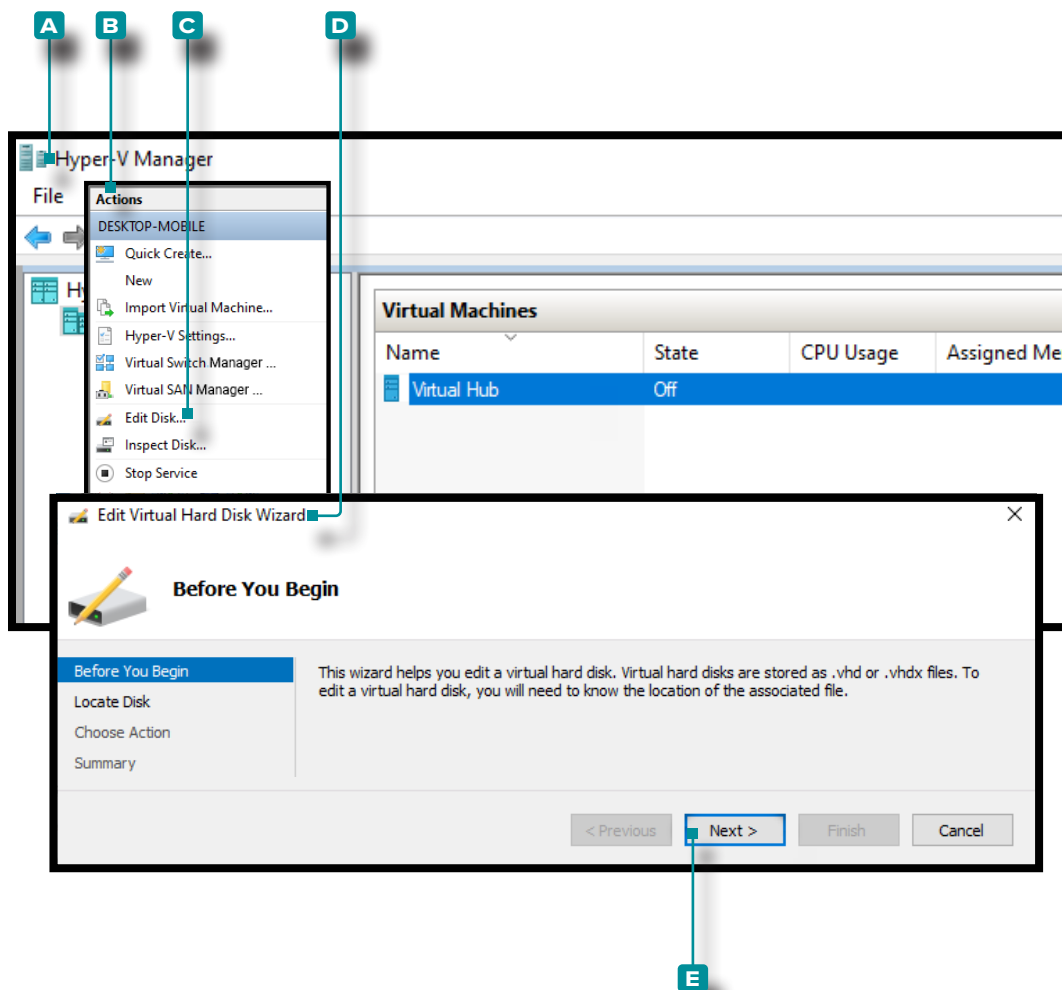 A B C D
Hyper-V Manager
File
Actions
DESKTOP-MOBILE
Quick Create...
New
Import Virtual Machine...
Hyper-V Settings...
Virtual Switch Manager ...
Virtual SAN Manager ...
Edit Disk...
Inspect Disk...
Stop Service
Hy
Virtual Machines
Name State CPU Usage Assigned Me
Virtual Hub Off
Edit Virtual Hard Disk Wizard
Before You Begin
Before You Begin
Locate Disk
Choose Action
Summary
This wizard helps you edit a virtual hard disk. Virtual hard disks are stored as .vhd or .vhdx files. To
edit a virtual hard disk, you will need to know the location of the associated file.
< Previous Next > Finish Cancel
E